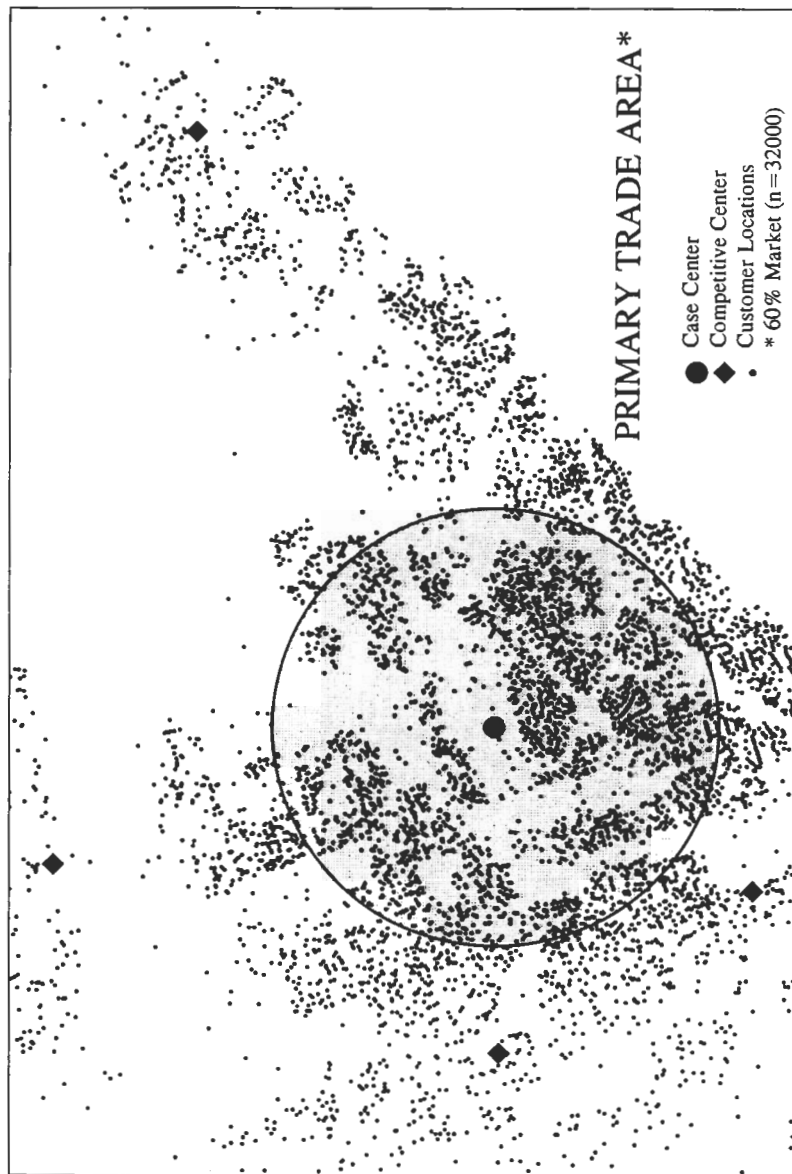 PRIMARY TRADE AREA*
Case Center
Competitive Center
Customer Locations
* 60% Market (n=32000)